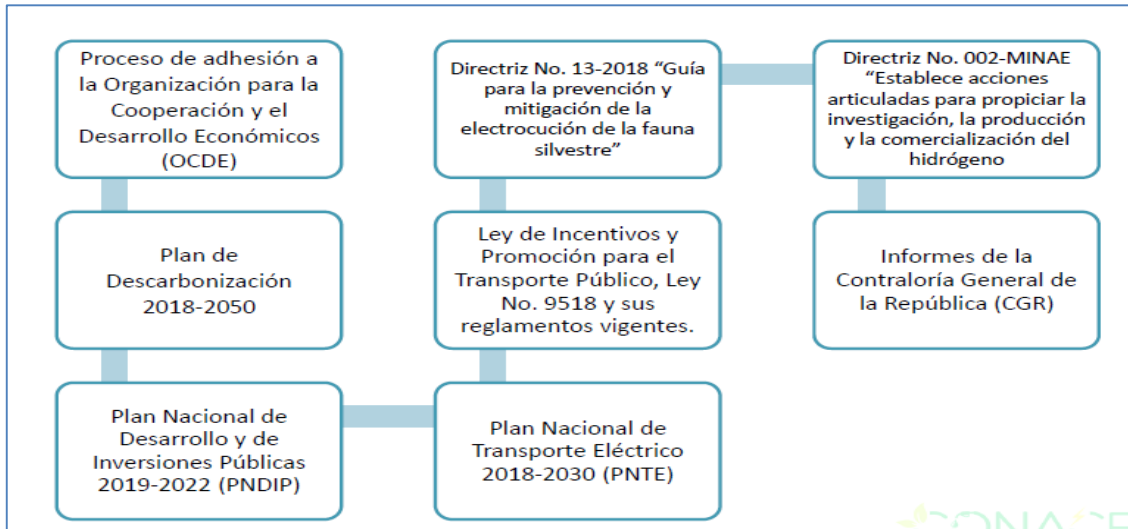 Proceso de adhesión a
la Organización para la
Cooperación y el
Desarrollo Económicos
(OCDE)
Plan de
Descarbonización
2018-2050
Plan Nacional de
Desarrollo y de
Inversiones Públicas
2019-2022 (PNDIP)
Plan Nacional de
Transporte Eléctrico
2018-2030 (PNTE)
Ley de Incentivos y
Promoción para el
Transporte Público, Ley
No. 9518 y sus
reglamentos vigentes.
Directriz No. 13-2018 “Guía
para la prevención y
mitigación de la
electrocución de la fauna
silvestre”
Directriz No. 002-MINAE
“Establece acciones
articuladas para propiciar la
investigación, la producción
y la comercialización del
hidrógeno
Informes de la
Contraloría General de
la República (CGR)